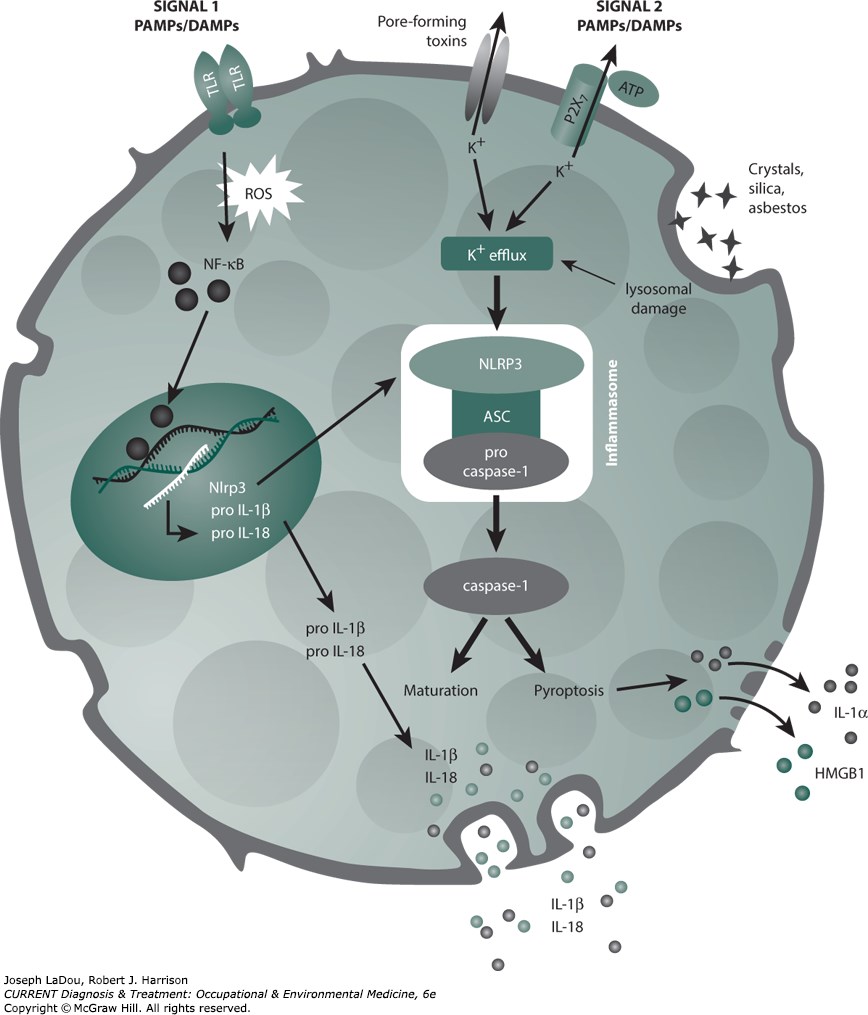 SIGNAL 1
PAMPs/DAMPs
Pore-forming
toxins
SIGNAL 2
PAMPs/DAMPs
TLR
TLR
P2X7
ATP
K+
K+
Crystals,
silica,
asbestos
ROS
NF-κB
K+ efflux
lysosomal
damage
NLRP3
ASC
pro
caspase-1
Inflammasome
Nlrp3
pro IL-1β
pro IL-18
caspase-1
pro IL-1β
pro IL-18
Maturation
Pyroptosis
IL-1α
HMGB1
IL-1β
IL-18
IL-1β
IL-18
Joseph LaDou, Robert J. Harrison
CURRENT Diagnosis & Treatment: Occupational & Environmental Medicine, 6e
Copyright © McGraw Hill. All rights reserved.